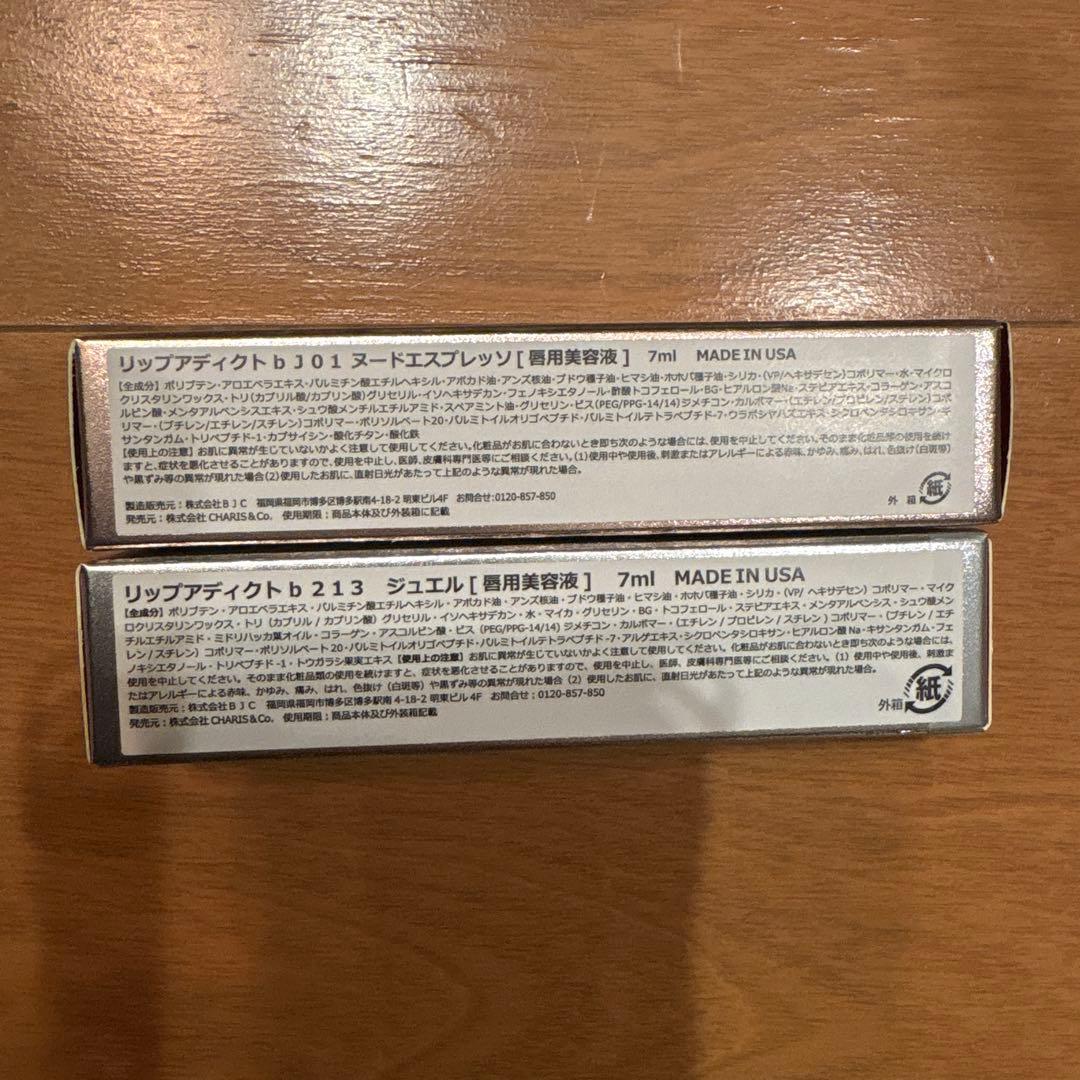 リップアディクト b J01 ヌードエスプレッソ [ 唇用美容液 ] 7ml MADE IN USA
【全成分】ポリブテン・アロエベラエキス・パルミチン酸エチルヘキシル・アボカド油・アンズ核油・ブドウ種子油・ヒマシ油・ホホバ種子油・シリカ・(VP/ヘキサデセン)コポリマー・水・マイクロ
クリスタリンワックス・トリ(カプリル酸/カプリン酸)グリセリル・イソヘキサデカン・フェノキシエタノール・酢酸トコフェロール・BG・ヒアルロン酸Na・ステビアエキス・コラーゲン・アスコ
ルビン酸・メンタアルベンシスエキス・シュウ酸メンチルエチルアミド・スペアミント油・グリセリン・ビス(PEG/PPG-14/14)ジメチコン・カルボマー・(エチレン/プロピレン/ステレン)コポ
リマー・(ブチレン/エチレン/スチレン)コポリマー・ポリソルベート20・パルミトイルオリゴペプチド・パルミトイルテトラペプチド-7・ウラボシヤハズエキス・シクロペンタシロキサン・キ
サンタンガム・トリペプチド-1・カプサイシン・酸化チタン・酸化鉄
【使用上の注意】お肌に異常が生じていないかよく注意して使用してください。化粧品がお肌に合わないとき即ち次のような場合には、使用を中止してください。そのまま化粧品類の使用を続け
ますと、症状を悪化させることがありますので、使用を中止し、医師、皮膚科専門医等にご相談ください。(1)使用中や使用後、刺激またはアレルギーによる赤味、かゆみ、痛み、はれ、色抜け(白斑等)
や黒ずみ等の異常が現れた場合(2)使用したお肌に、直射日光があたって上記のような異常が現れた場合。
製造販売元：株式会社ＢＪＣ 福岡県福岡市博多区博多駅南4-18-2 明東ビル4F お問合せ:0120-857-850
発売元：株式会社 CHARIS&Co. 使用期限：商品本体及び外装箱に記載
外箱 紙
リップアディクト b 213 ジュエル [ 唇用美容液 ] 7ml MADE IN USA
【全成分】ポリブテン・アロエベラエキス・パルミチン酸エチルヘキシル・アボカド油・アンズ核油・ブドウ種子油・ヒマシ油・ホホバ種子油・シリカ・(VP/ ヘキサデセン) コポリマー・マイク
ロクリスタリンワックス・トリ (カプリル / カプリン酸) グリセリル・イソヘキサデカン・水・マイカ・グリセリン・BG・トコフェロール・ステビアエキス・メンタアルベンシス・シュウ酸メン
チルエチルアミド・ミドリハッカ葉オイル・コラーゲン・アスコルビン酸・ビス (PEG/PPG-14/14) ジメチコン・カルボマー・(エチレン / プロピレン / スチレン ) コポリマー・(ブチレン / エチ
レン / スチレン) コポリマー・ポリソルベート 20・パルミトイルオリゴペプチド・パルミトイルテトラペプチド -7・アルゲエキス・シクロペンタシロキサン・ヒアルロン酸 Na・キサンタンガム・フェ
ノキシエタノール・トリペプチド -1・トウガラシ果実エキス【使用上の注意】お肌に異常が生じていないかよく注意して使用してください。化粧品がお肌に合わないとき即ち次のような場合には、
使用を中止してください。そのまま化粧品類の使用を続けますと、症状を悪化させることがありますので、使用を中止し、医師、皮膚科専門医等にご相談ください。(1) 使用中や使用後、刺激ま
たはアレルギーによる赤味、かゆみ、痛み、はれ、色抜け (白斑等) や黒ずみ等の異常が現れた場合 (2) 使用したお肌に、直射日光があたって上記のような異常が現れた場合。
製造販売元：株式会社ＢＪＣ 福岡県福岡市博多区博多駅南 4-18-2 明東ビル 4F お問合せ：0120-857-850
発売元：株式会社 CHARIS&Co. 使用期限：商品本体及び外装箱記載
外箱 紙